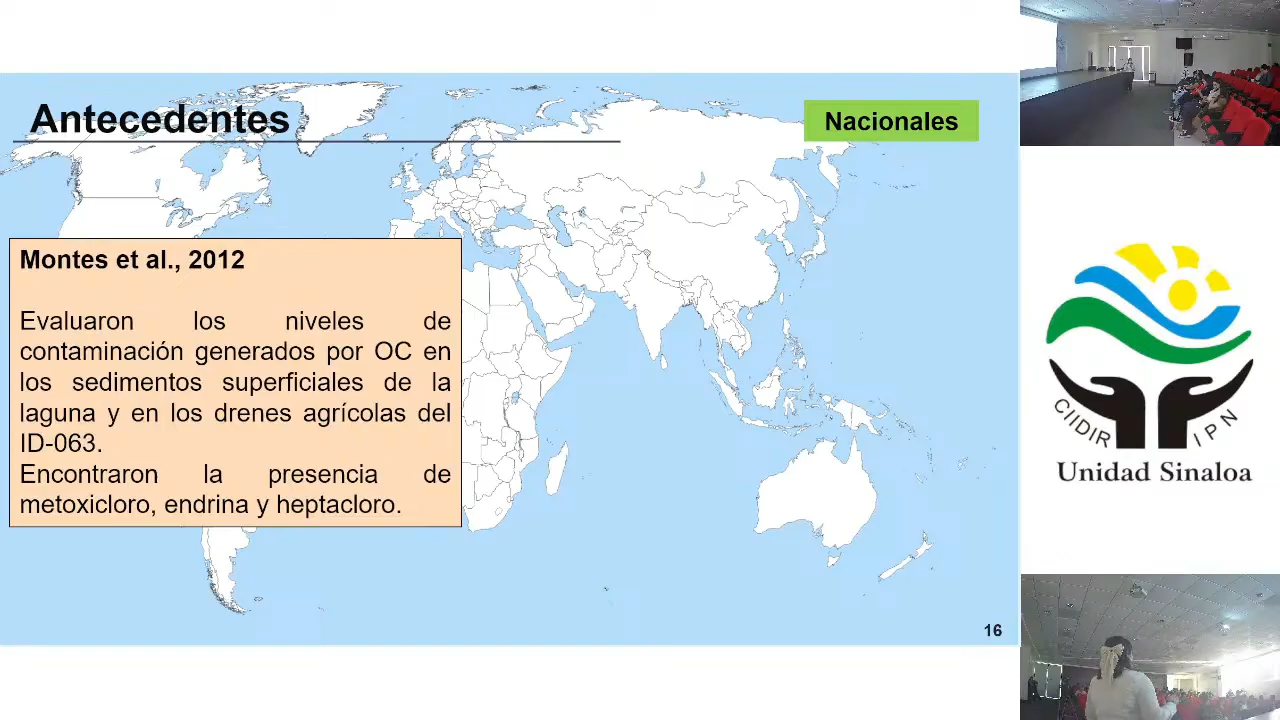 Antecedentes
Nacionales
Montes et al., 2012
Evaluaron los niveles de
contaminación generados por OC en
los sedimentos superficiales de la
laguna y en los drenes agrícolas del
ID-063.
Encontraron la presencia de
metoxicloro, endrina y heptacloro.
16
CIIDIR IPN
Unidad Sinaloa